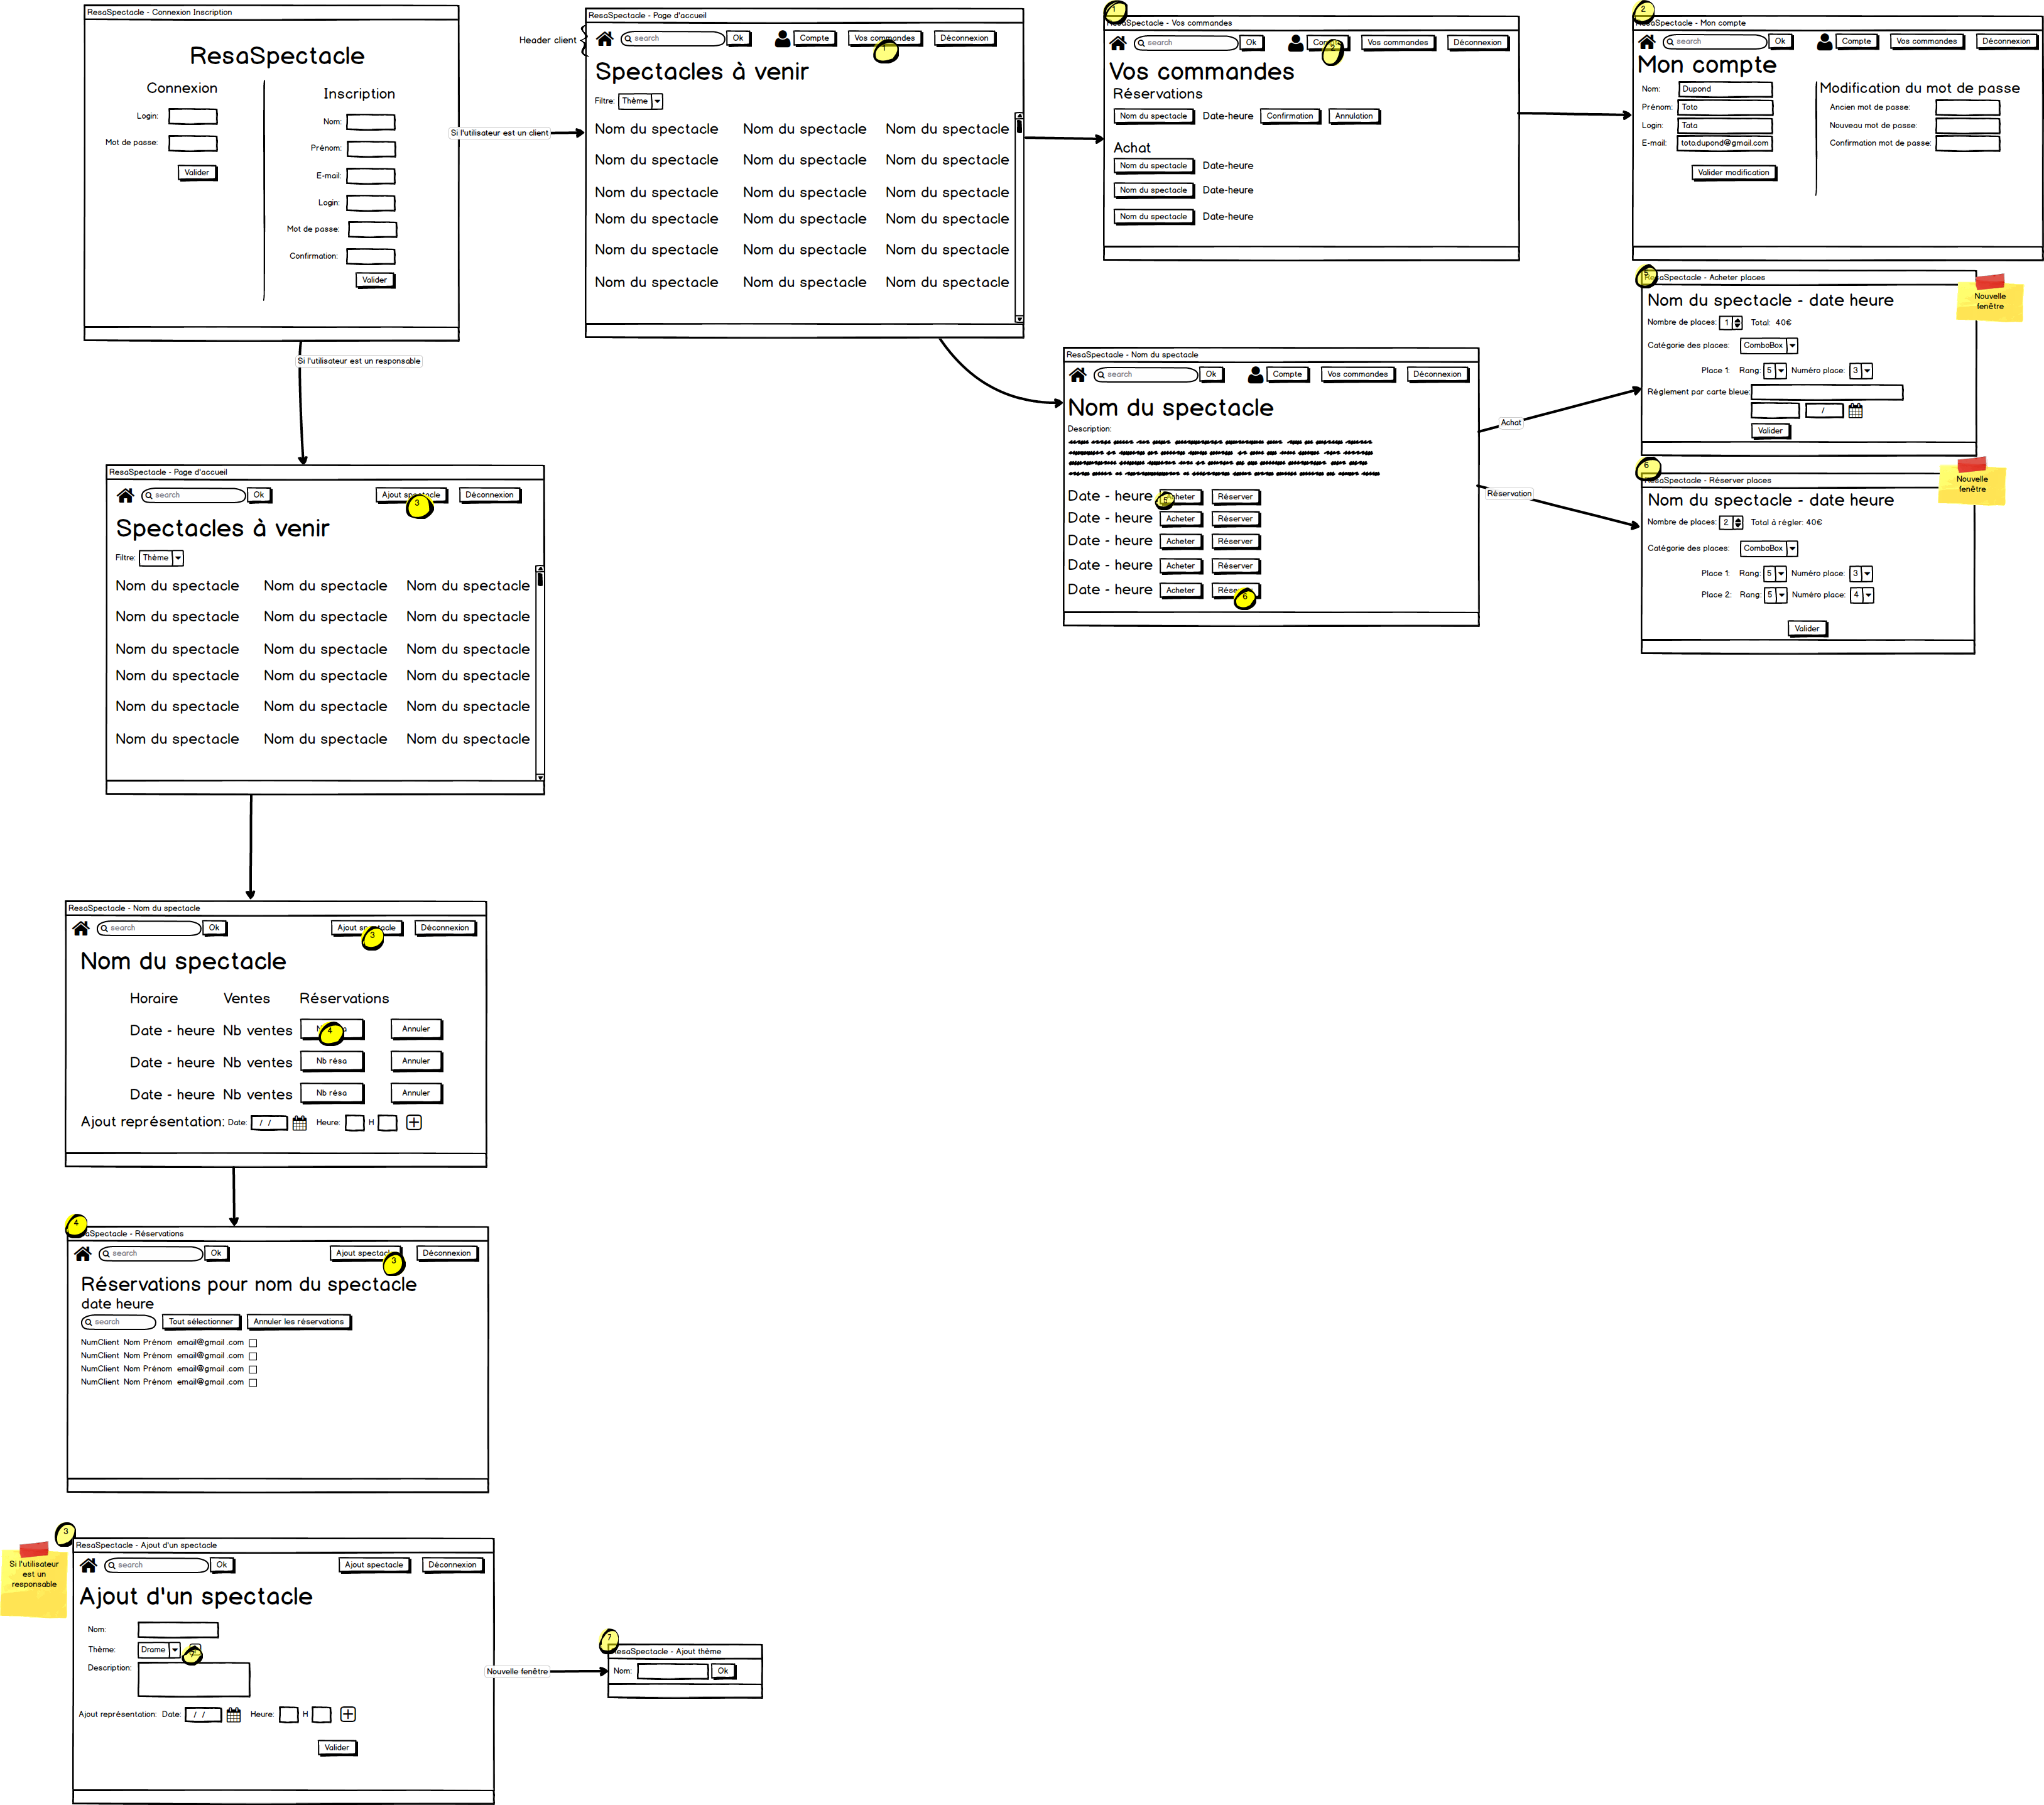 ResaSpectacle - Connexion Inscription
ResaSpectacle
Connexion
Login:
Mot de passe:
Valider
Inscription
Nom:
Prénom:
E-mail:
Login:
Mot de passe:
Confirmation:
Valider
Si l'utilisateur est un client
Si l'utilisateur est un responsable
Header client
ResaSpectacle - Page d'accueil
search Ok Compte Vos commandes Déconnexion
1
Spectacles à venir
Filtre: Thème
Nom du spectacle Nom du spectacle Nom du spectacle
Nom du spectacle Nom du spectacle Nom du spectacle
Nom du spectacle Nom du spectacle Nom du spectacle
Nom du spectacle Nom du spectacle Nom du spectacle
Nom du spectacle Nom du spectacle Nom du spectacle
Nom du spectacle Nom du spectacle Nom du spectacle
1
ResaSpectacle - Vos commandes
search Ok Compte Vos commandes Déconnexion
2
Vos commandes
Réservations
Nom du spectacle Date-heure Confirmation Annulation
Achat
Nom du spectacle Date-heure
Nom du spectacle Date-heure
Nom du spectacle Date-heure
2
ResaSpectacle - Mon compte
search Ok Compte Vos commandes Déconnexion
Mon compte
Nom: Dupond
Prénom: Toto
Login: Tata
E-mail: toto.dupond@gmail.com
Valider modification
Modification du mot de passe
Ancien mot de passe:
Nouveau mot de passe:
Confirmation mot de passe:
ResaSpectacle - Nom du spectacle
search Ok Compte Vos commandes Déconnexion
Nom du spectacle
Description:
Date - heure Acheter Réserver
5
Date - heure Acheter Réserver
Date - heure Acheter Réserver
Date - heure Acheter Réserver
Date - heure Acheter Réserver
6
Achat
Réservation
5
ResaSpectacle - Acheter places
Nouvelle
fenêtre
Nom du spectacle - date heure
Nombre de places: 1 Total: 40€
Catégorie des places: ComboBox
Place 1: Rang: 5 Numéro place: 3
Règlement par carte bleue:
/
Valider
6
ResaSpectacle - Réserver places
Nouvelle
fenêtre
Nom du spectacle - date heure
Nombre de places: 2 Total à régler: 40€
Catégorie des places: ComboBox
Place 1: Rang: 5 Numéro place: 3
Place 2: Rang: 5 Numéro place: 4
Valider
ResaSpectacle - Page d'accueil
search Ok Ajout spectacle Déconnexion
3
Spectacles à venir
Filtre: Thème
Nom du spectacle Nom du spectacle Nom du spectacle
Nom du spectacle Nom du spectacle Nom du spectacle
Nom du spectacle Nom du spectacle Nom du spectacle
Nom du spectacle Nom du spectacle Nom du spectacle
Nom du spectacle Nom du spectacle Nom du spectacle
Nom du spectacle Nom du spectacle Nom du spectacle
ResaSpectacle - Nom du spectacle
search Ok Ajout spectacle Déconnexion
3
Nom du spectacle
Horaire Ventes Réservations
Date - heure Nb ventes Nb résa Annuler
4
Date - heure Nb ventes Nb résa Annuler
Date - heure Nb ventes Nb résa Annuler
Ajout représentation: Date: / / Heure: H
4
ResaSpectacle - Réservations
search Ok Ajout spectacle Déconnexion
3
Réservations pour nom du spectacle
date heure
search Tout sélectionner Annuler les réservations
NumClient Nom Prénom email@gmail .com
NumClient Nom Prénom email@gmail .com
NumClient Nom Prénom email@gmail .com
NumClient Nom Prénom email@gmail .com
3
Si l'utilisateur
est un
responsable
ResaSpectacle - Ajout d'un spectacle
search Ok Ajout spectacle Déconnexion
Ajout d'un spectacle
Nom:
Thème: Drame
7
Description:
Ajout représentation: Date: / / Heure: H
Valider
Nouvelle fenêtre
7
ResaSpectacle - Ajout thème
Nom: Ok